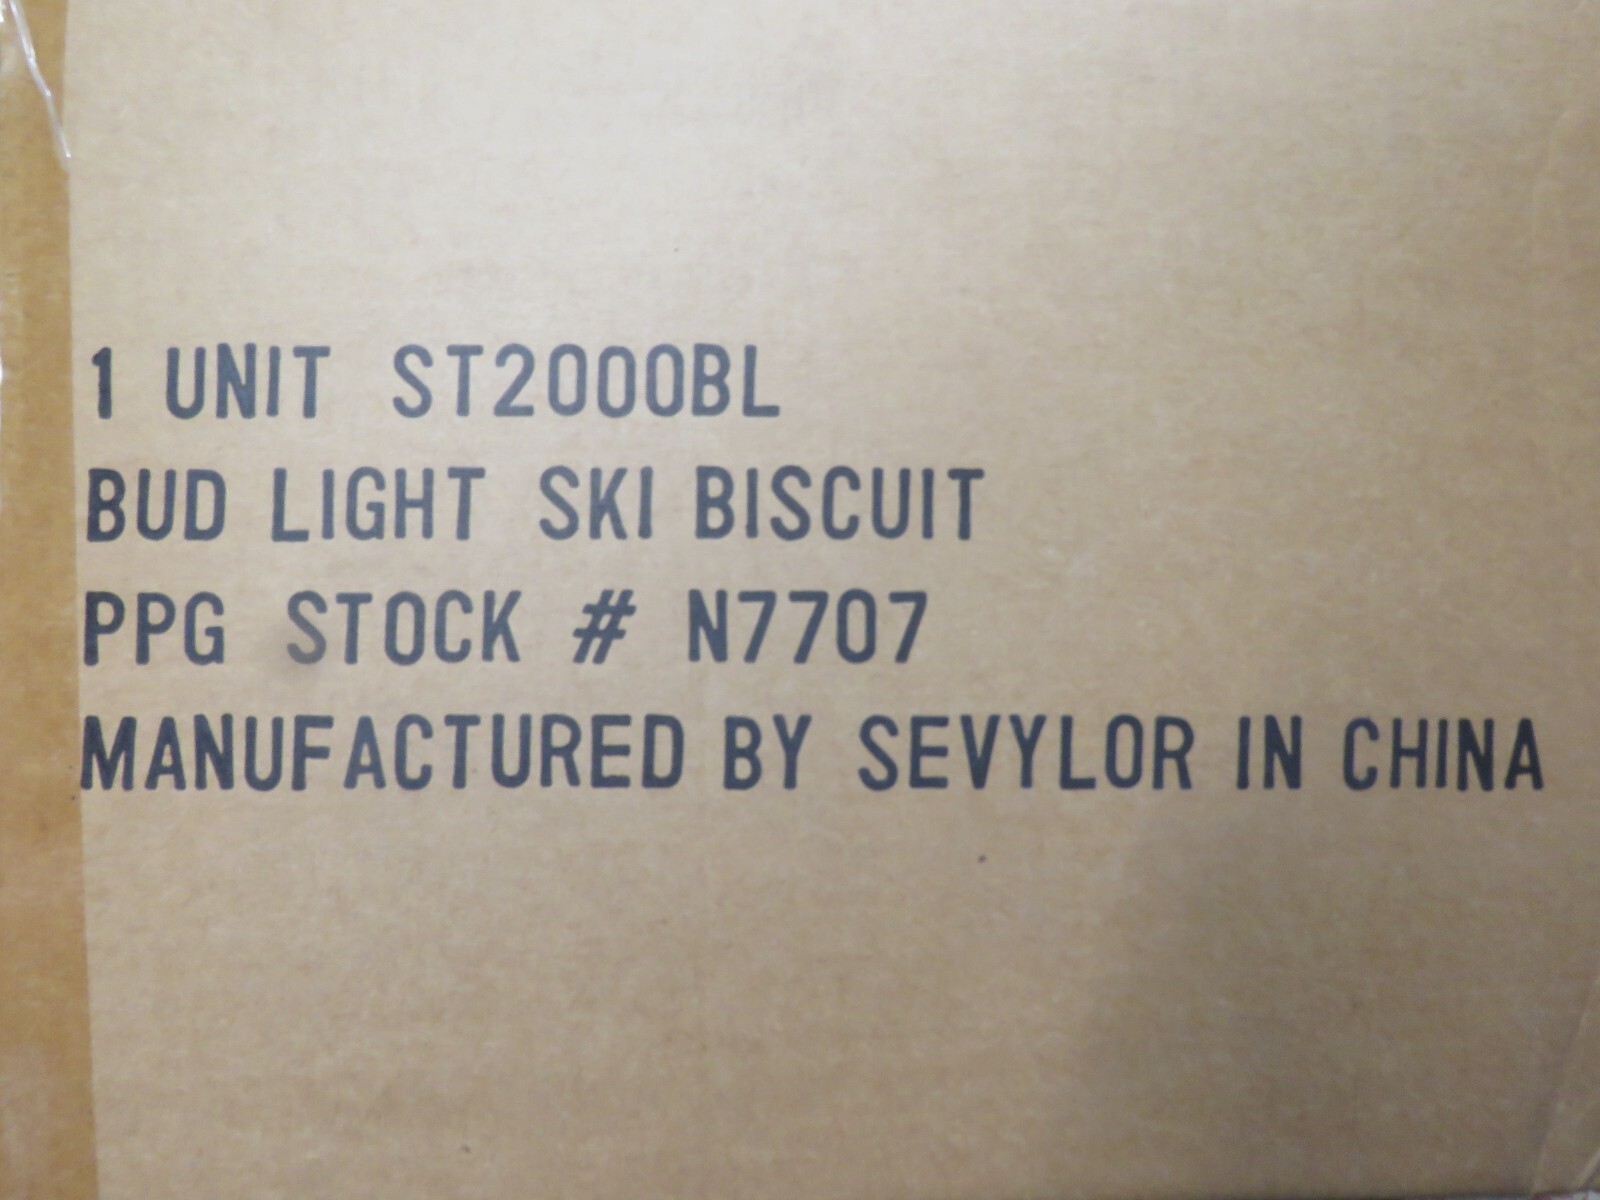 1 UNIT ST2000BL
BUD LIGHT SKI BISCUIT
PPG STOCK # N7707
MANUFACTURED BY SEVYLOR IN CHINA